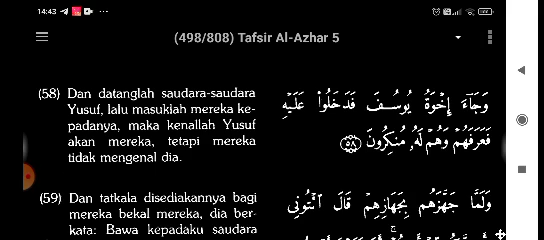 14:43
(498/808) Tafsir Al-Azhar 5
(58) Dan datanglah saudara-saudara
Yusuf, lalu masuklah mereka ke-
padanya, maka kenallah Yusuf
akan mereka, tetapi mereka
tidak mengenal dia.
وَجَآءَ إِخْوَةُ يُوسُفَ فَدَخَلُوا۟ عَلَيْهِ
فَعَرَفَهُمْ وَهُمْ لَهُۥ مُنكِرُونَ ٥٨
(59) Dan tatkala disediakannya bagi
mereka bekal mereka, dia ber-
kata: Bawa kepadaku saudara
وَلَمَّا جَهَّزَهُم بِجَهَازِهِمْ قَالَ ٱئْتُونِى